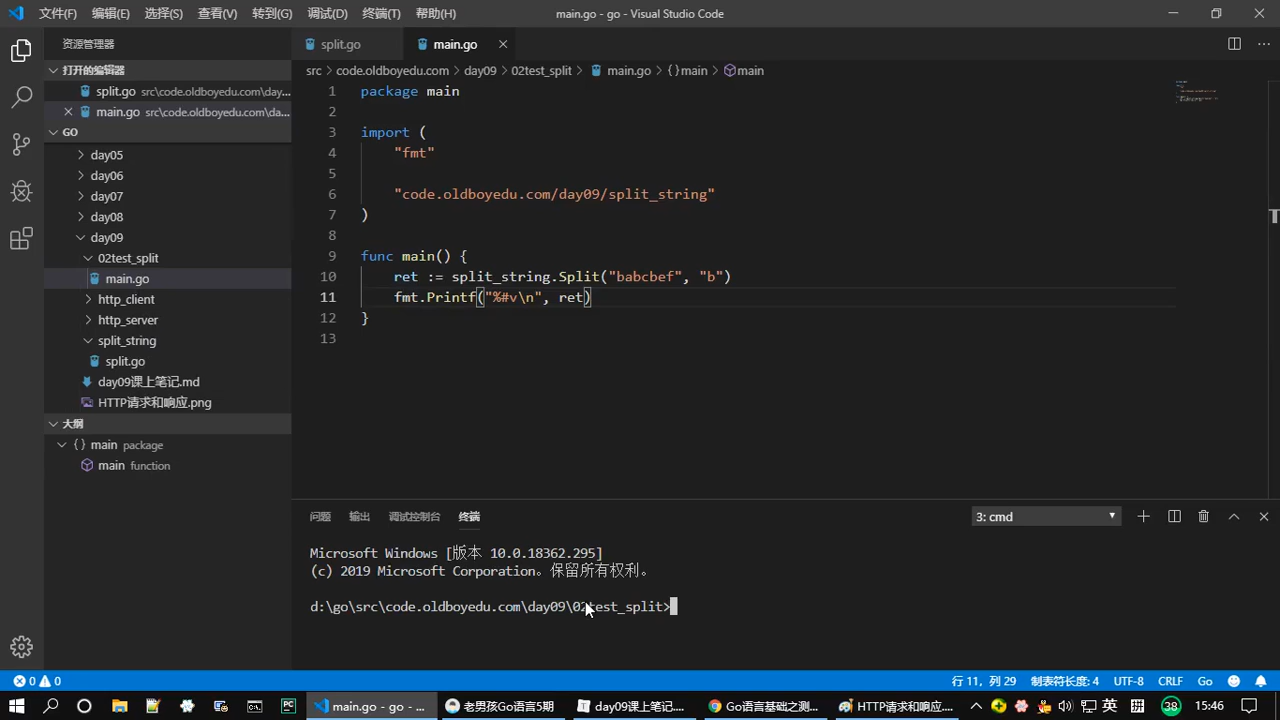 文件(F) 编辑(E) 选择(S) 查看(V) 转到(G) 调试(D) 终端(T) 帮助(H) main.go - go - Visual Studio Code
资源管理器
打开的编辑器
split.go src\code.oldboyedu.com\day...
main.go src\code.oldboyedu.com\da...
GO
day05
day06
day07
day08
day09
02test_split
main.go
http_client
http_server
split_string
split.go
day09课上笔记.md
HTTP请求和响应.png
大纲
main package
main function
split.go main.go
src code.oldboyedu.com day09 02test_split main.go {} main main
1 package main
2
3 import (
4 "fmt"
5
6 "code.oldboyedu.com/day09/split_string"
7 )
8
9 func main() {
10 ret := split_string.Split("babcbef", "b")
11 fmt.Printf("%#v\n", ret)
12 }
13
问题 输出 调试控制台 终端 3: cmd
Microsoft Windows [版本 10.0.18362.295]
(c) 2019 Microsoft Corporation。保留所有权利。
d:\go\src\code.oldboyedu.com\day09\02test_split>
0 0 行 11，列 29 制表符长度: 4 UTF-8 CRLF Go
main.go - go - ... 老男孩Go语言5期 day09课上笔记.... Go语言基础之测... HTTP请求和响应.... 英 拼 38 15:46